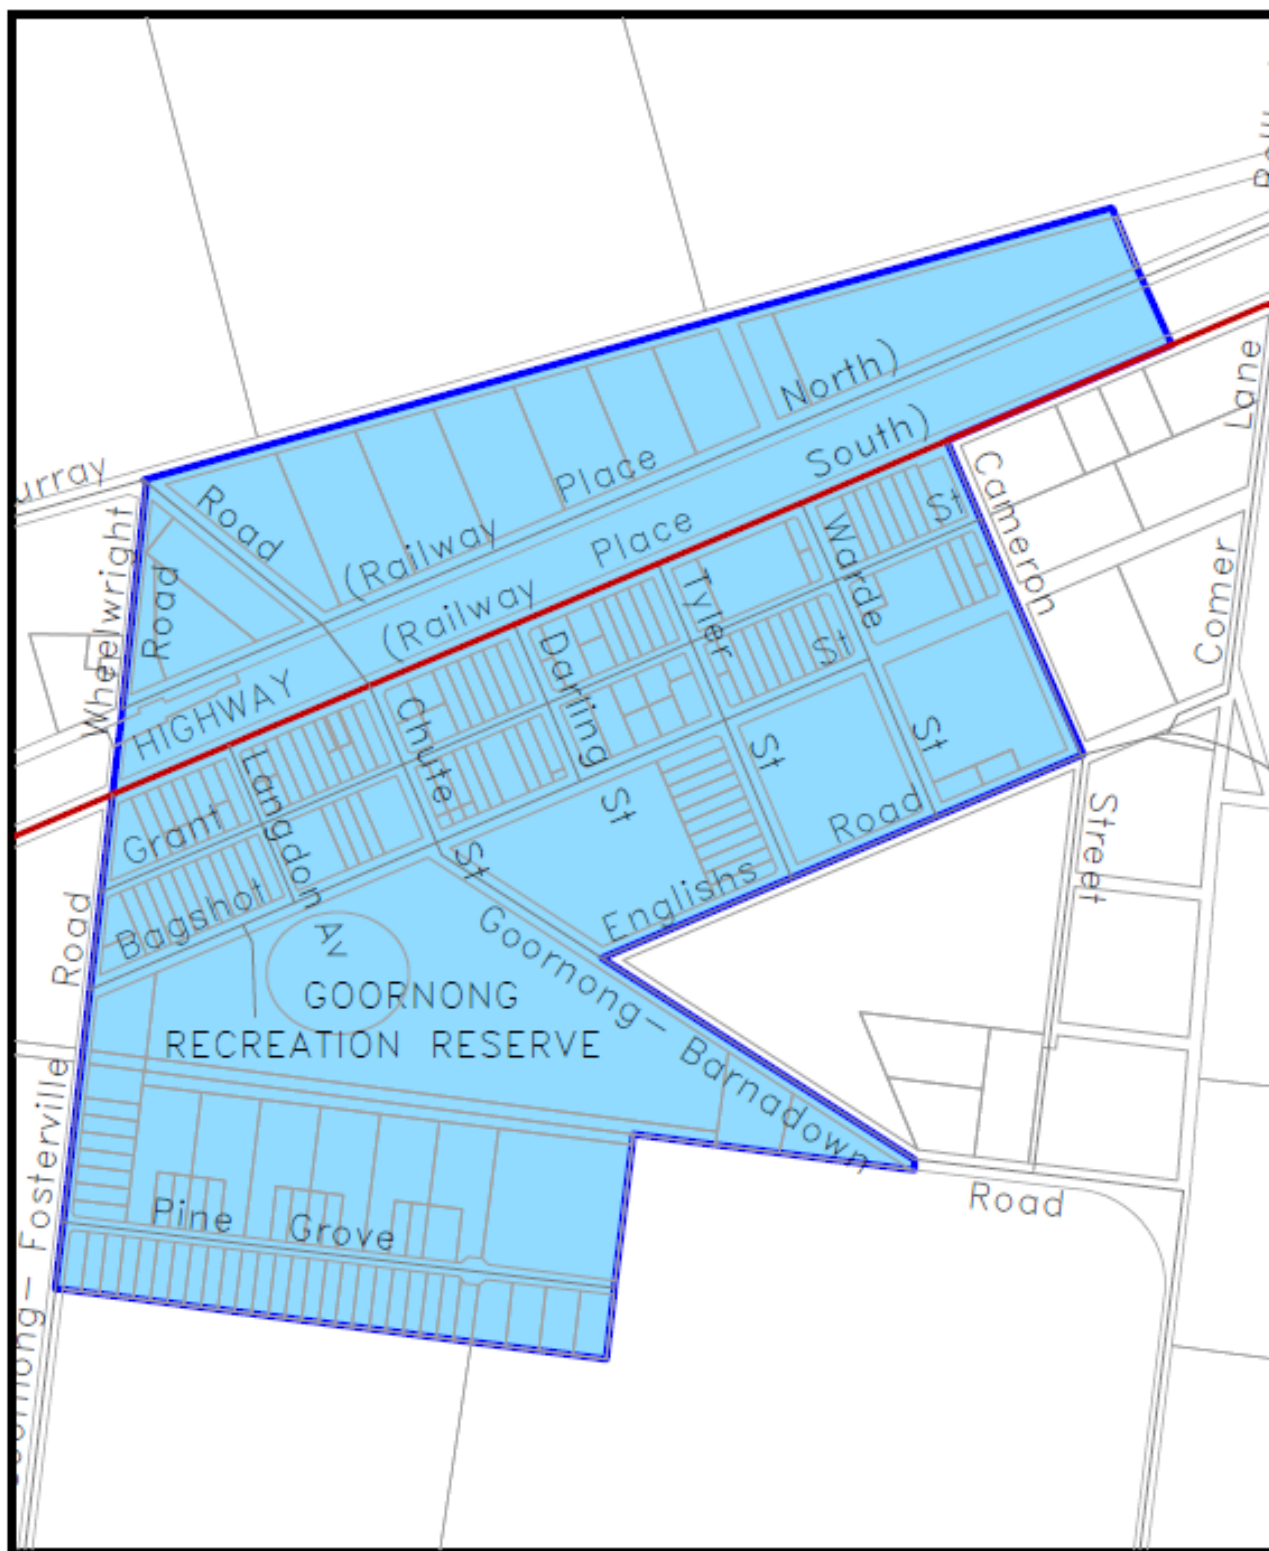 urray
Road
Wheelwright
Road
(Railway
Place
North)
HIGHWAY
(Railway
Place
South)
Lane
Cameron
Street
Comer
Warde
St
Tyler
St
Darling
St
Chute
St
Langdon
Av
Grant
St
Bagshot
St
Englishs
Road
Goornong-
Barnadown
Road
GOORNONG
RECREATION RESERVE
Pine
Grove
Road
Fosterville